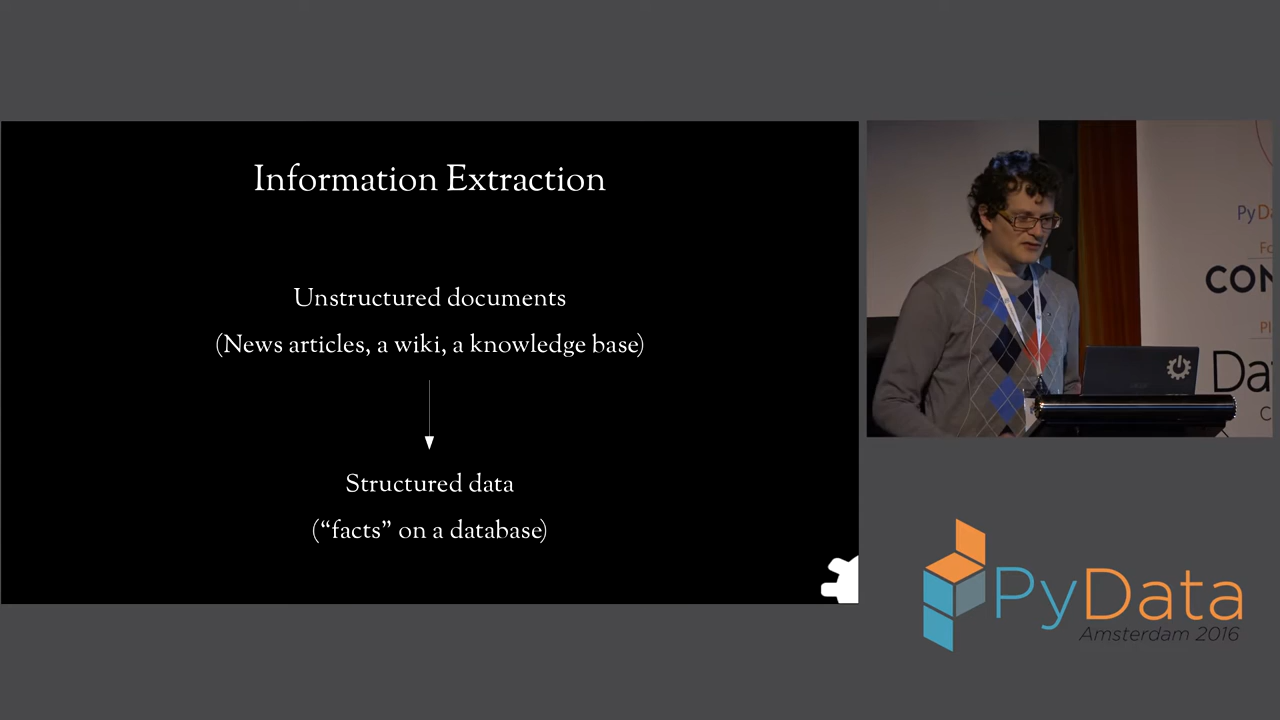 Information Extraction
Unstructured documents
(News articles, a wiki, a knowledge base)
Structured data
(“facts” on a database)
PyData
Amsterdam 2016